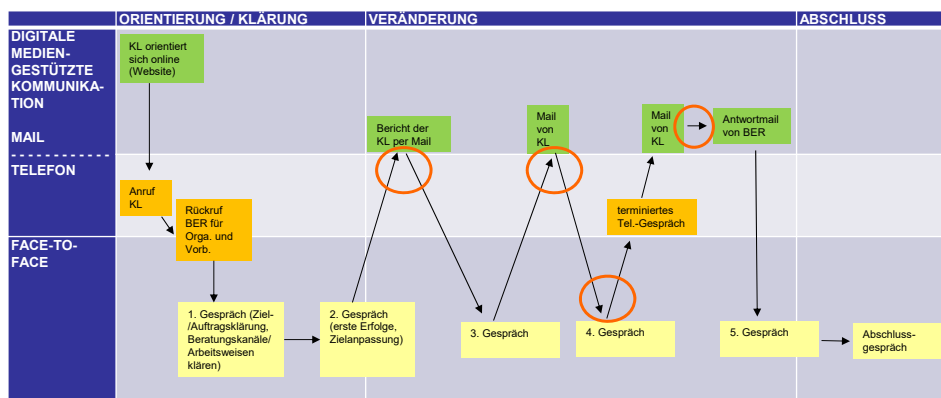 ORIENTIERUNG / KLÄRUNG
VERÄNDERUNG
ABSCHLUSS
DIGITALE
MEDIEN-
GESTÜTZTE
KOMMUNIKA-
TION
MAIL
KL orientiert
sich online
(Website)
Bericht der
KL per Mail
Mail
von
KL
Mail
von
KL
Antwortmail
von BER
TELEFON
Anruf
KL
Rückruf
BER für
Orga. und
Vorb.
terminiertes
Tel.-Gespräch
FACE-TO-
FACE
1. Gespräch (Ziel-
/Auftragsklärung,
Beratungskanäle/
Arbeitsweisen
klären)
2. Gespräch
(erste Erfolge,
Zielanpassung)
3. Gespräch
4. Gespräch
5. Gespräch
Abschluss-
gespräch